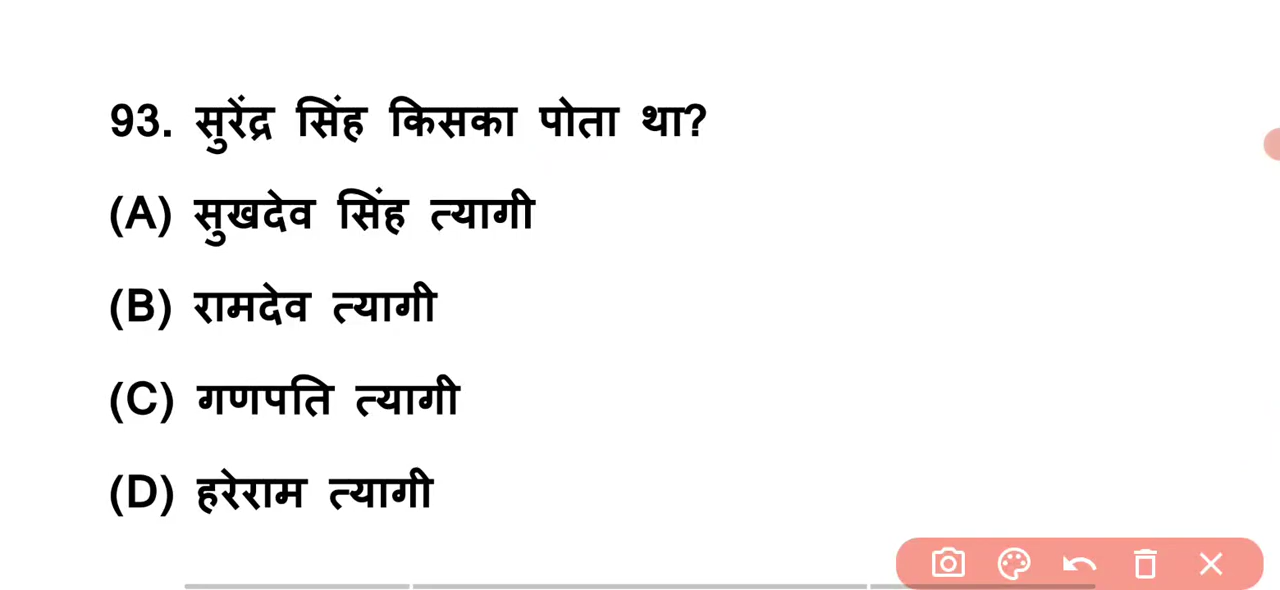 93. सुरेंद्र सिंह किसका पोता था?
(A) सुखदेव सिंह त्यागी
(B) रामदेव त्यागी
(C) गणपति त्यागी
(D) हरेराम त्यागी